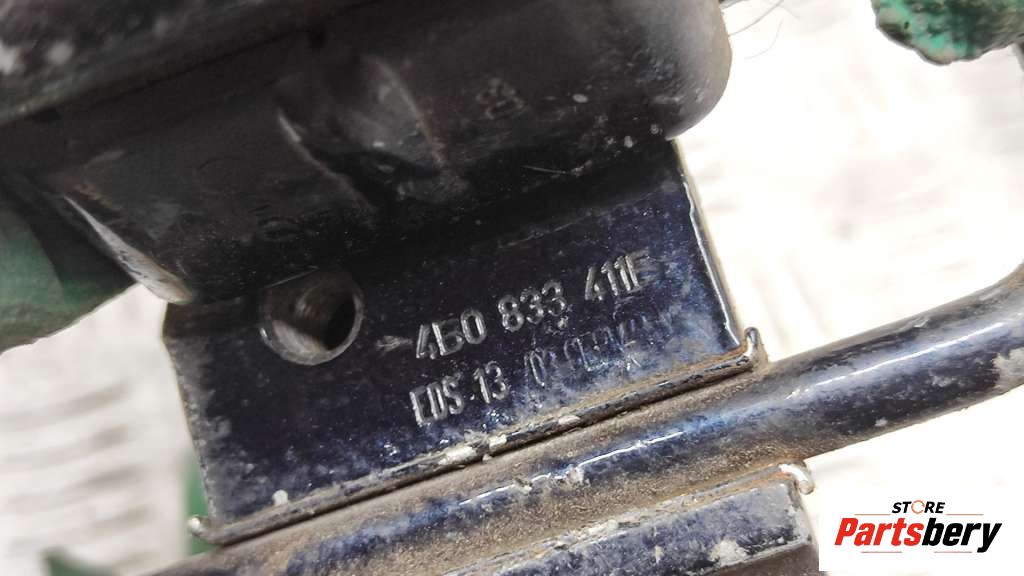 4B0 833 411F
EDS 13
STORE
Partsbery